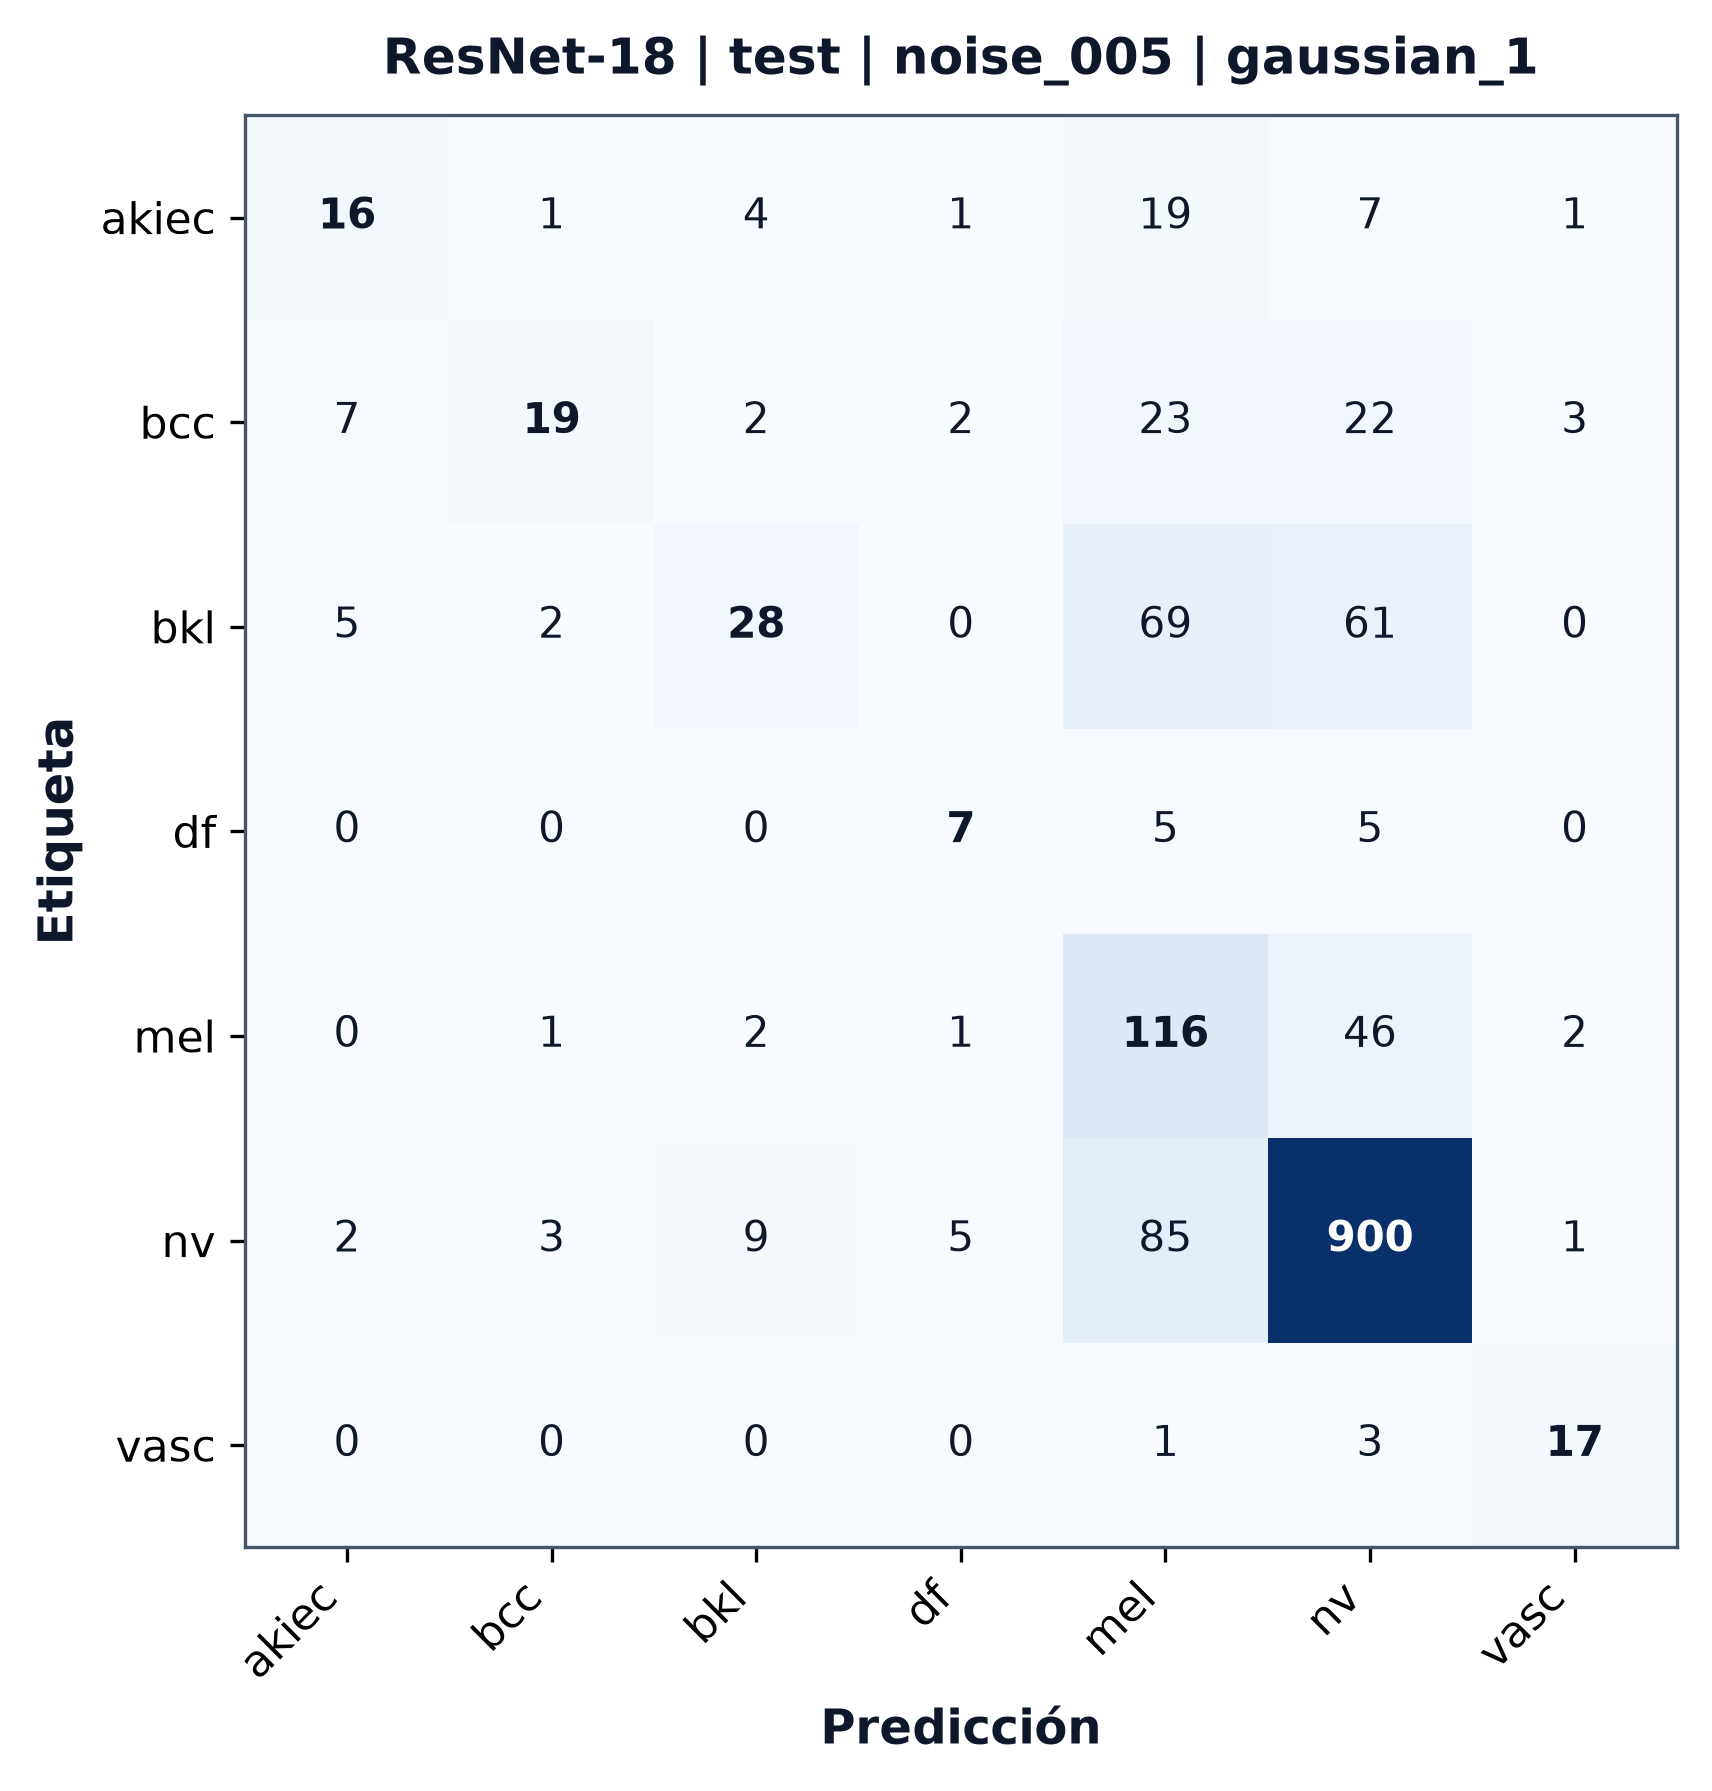 ResNet-18 | test | noise_005 | gaussian_1
akiec 16 1 4 1 19 7 1
bcc 7 19 2 2 23 22 3
bkl 5 2 28 0 69 61 0
df 0 0 0 7 5 5 0
mel 0 1 2 1 116 46 2
nv 2 3 9 5 85 900 1
vasc 0 0 0 0 1 3 17
Etiqueta
akiec bcc bkl df mel nv vasc
Predicción